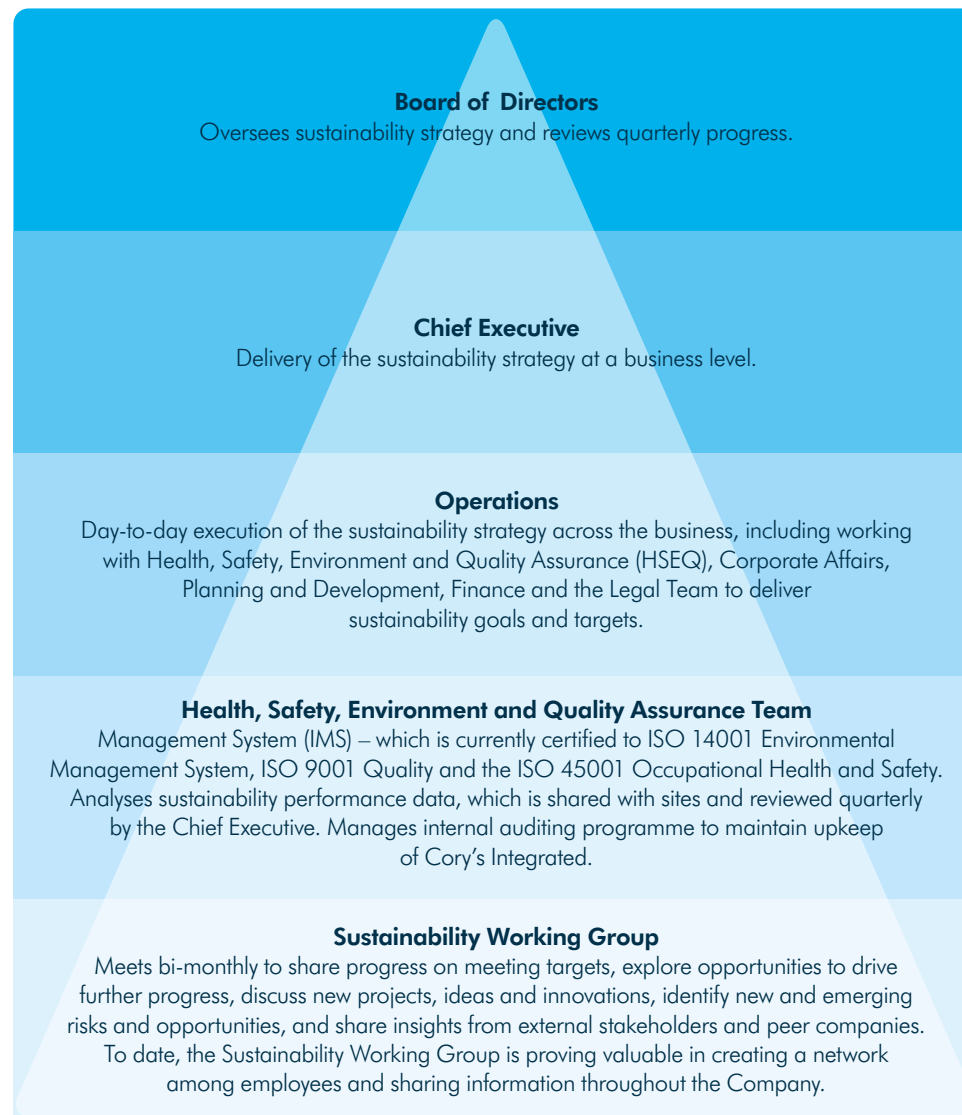 Board of Directors
Oversees sustainability strategy and reviews quarterly progress.
Chief Executive
Delivery of the sustainability strategy at a business level.
Operations
Day-to-day execution of the sustainability strategy across the business, including working
with Health, Safety, Environment and Quality Assurance (HSEQ), Corporate Affairs,
Planning and Development, Finance and the Legal Team to deliver
sustainability goals and targets.
Health, Safety, Environment and Quality Assurance Team
Management System (IMS) – which is currently certified to ISO 14001 Environmental
Management System, ISO 9001 Quality and the ISO 45001 Occupational Health and Safety.
Analyses sustainability performance data, which is shared with sites and reviewed quarterly
by the Chief Executive. Manages internal auditing programme to maintain upkeep
of Cory’s Integrated.
Sustainability Working Group
Meets bi-monthly to share progress on meeting targets, explore opportunities to drive
further progress, discuss new projects, ideas and innovations, identify new and emerging
risks and opportunities, and share insights from external stakeholders and peer companies.
To date, the Sustainability Working Group is proving valuable in creating a network
among employees and sharing information throughout the Company.